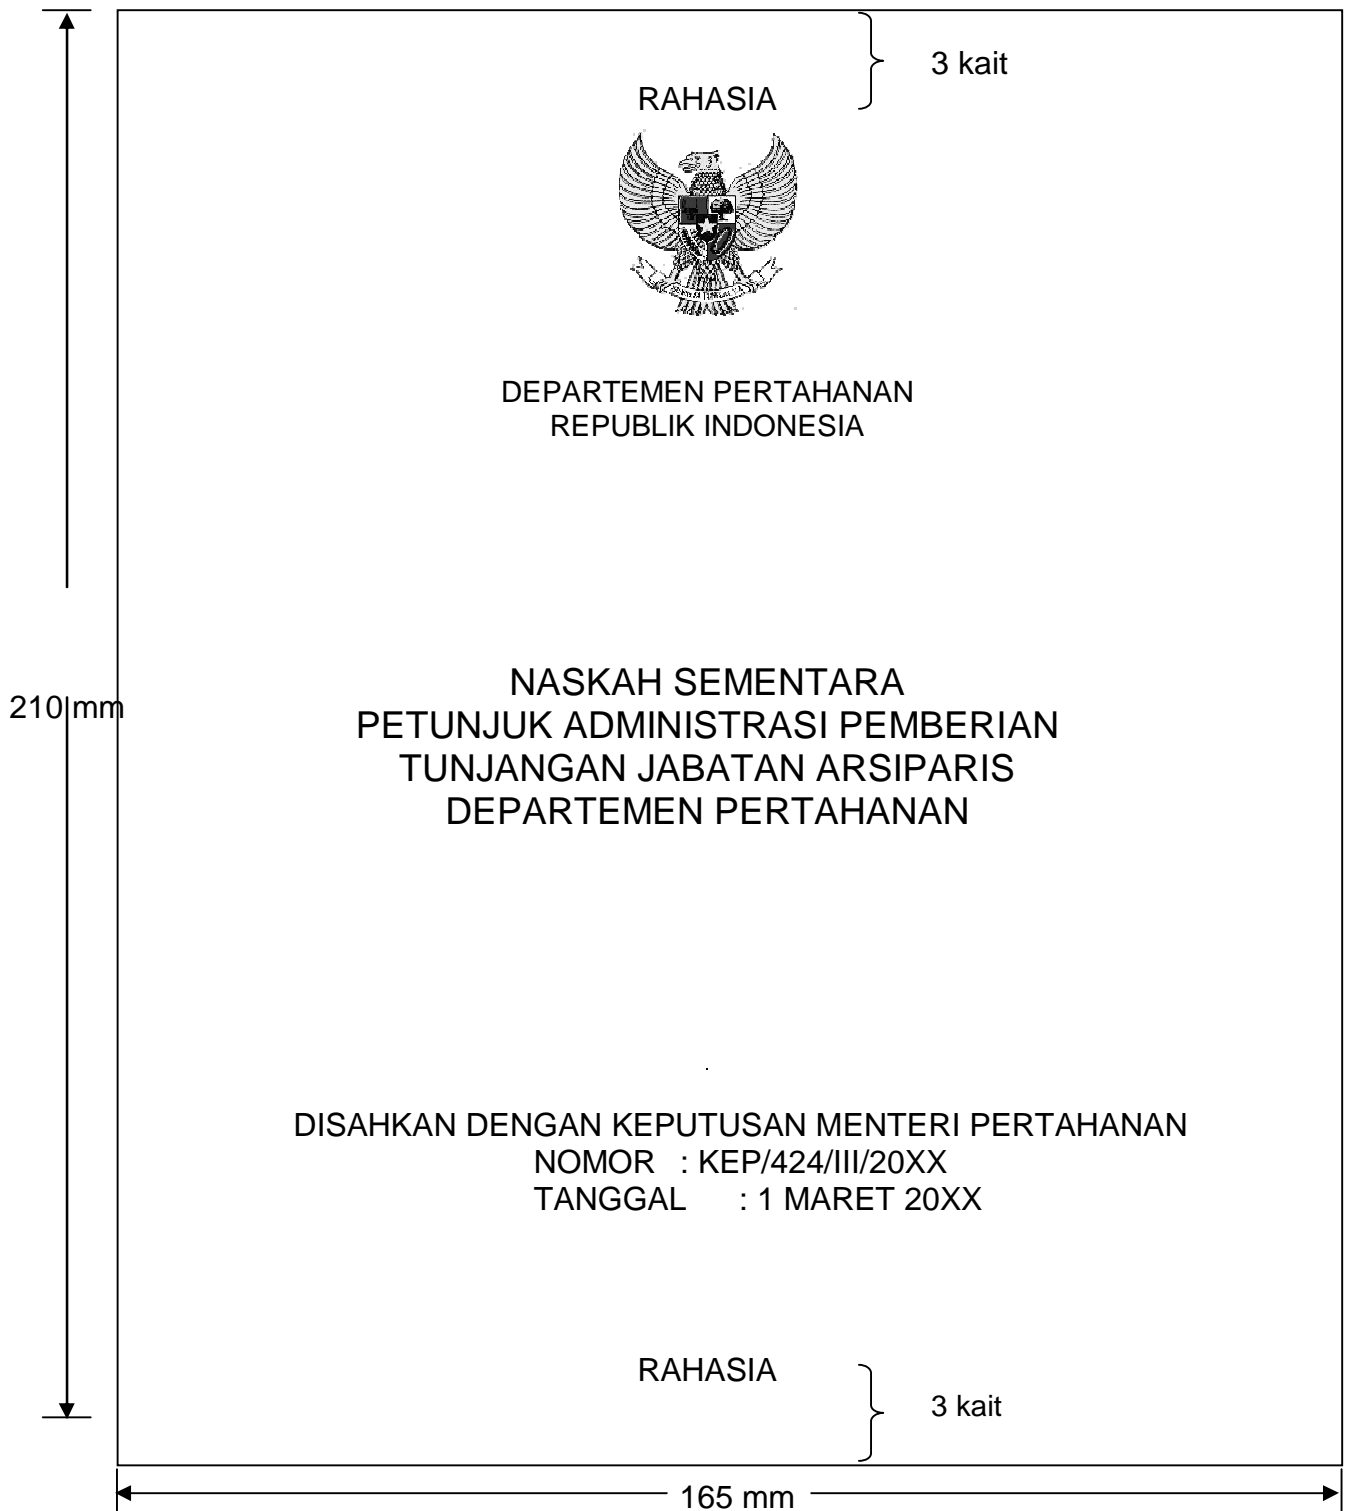 3 kait
RAHASIA
DEPARTEMEN PERTAHANAN
REPUBLIK INDONESIA
NASKAH SEMENTARA
PETUNJUK ADMINISTRASI PEMBERIAN
TUNJANGAN JABATAN ARSIPARIS
DEPARTEMEN PERTAHANAN
210 mm
DISAHKAN DENGAN KEPUTUSAN MENTERI PERTAHANAN
NOMOR : KEP/424/III/20XX
TANGGAL : 1 MARET 20XX
RAHASIA
3 kait
165 mm